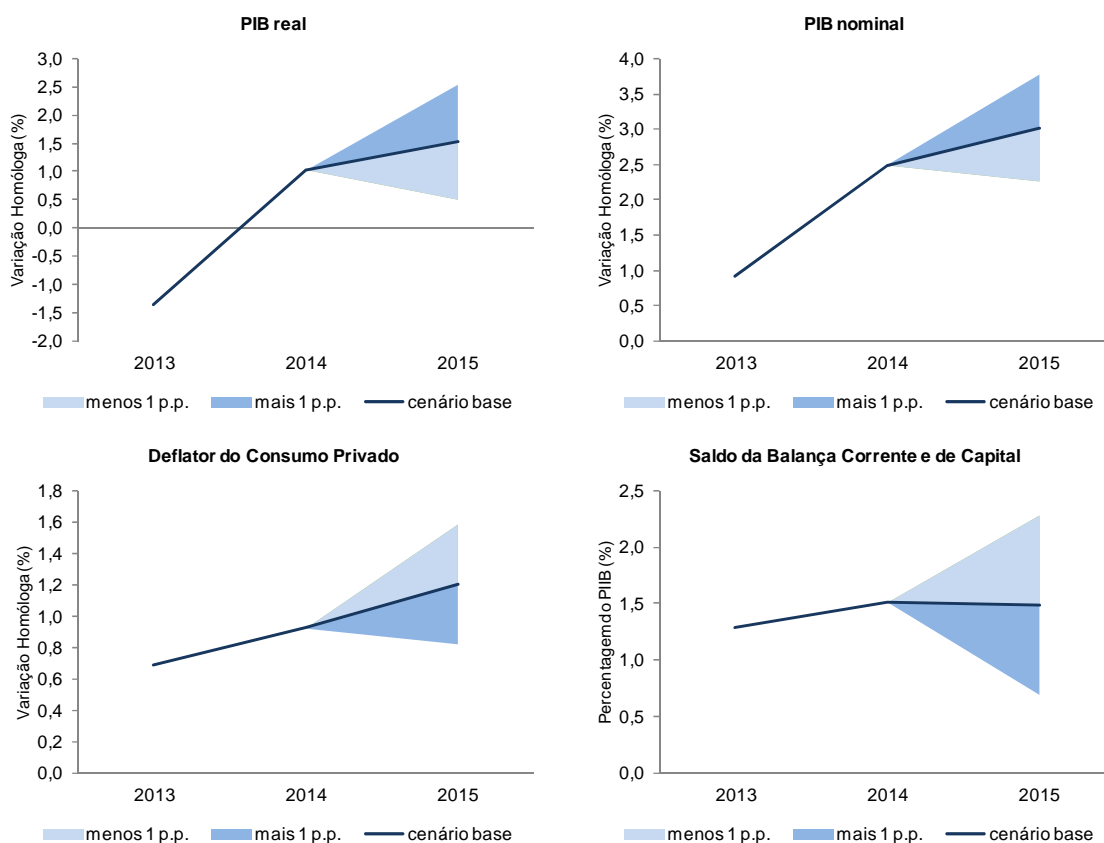 PIB real
Variação Homóloga (%)
3,0
2,5
2,0
1,5
1,0
0,5
0,0
-0,5
-1,0
-1,5
-2,0
2013 2014 2015
menos 1 p.p. mais 1 p.p. cenário base
PIB nominal
Variação Homóloga (%)
4,0
3,5
3,0
2,5
2,0
1,5
1,0
0,5
0,0
2013 2014 2015
menos 1 p.p. mais 1 p.p. cenário base
Deflator do Consumo Privado
Variação Homóloga (%)
1,8
1,6
1,4
1,2
1,0
0,8
0,6
0,4
0,2
0,0
2013 2014 2015
menos 1 p.p. mais 1 p.p. cenário base
Saldo da Balança Corrente e de Capital
Percentagem do PIIB (%)
2,5
2,0
1,5
1,0
0,5
0,0
2013 2014 2015
menos 1 p.p. mais 1 p.p. cenário base